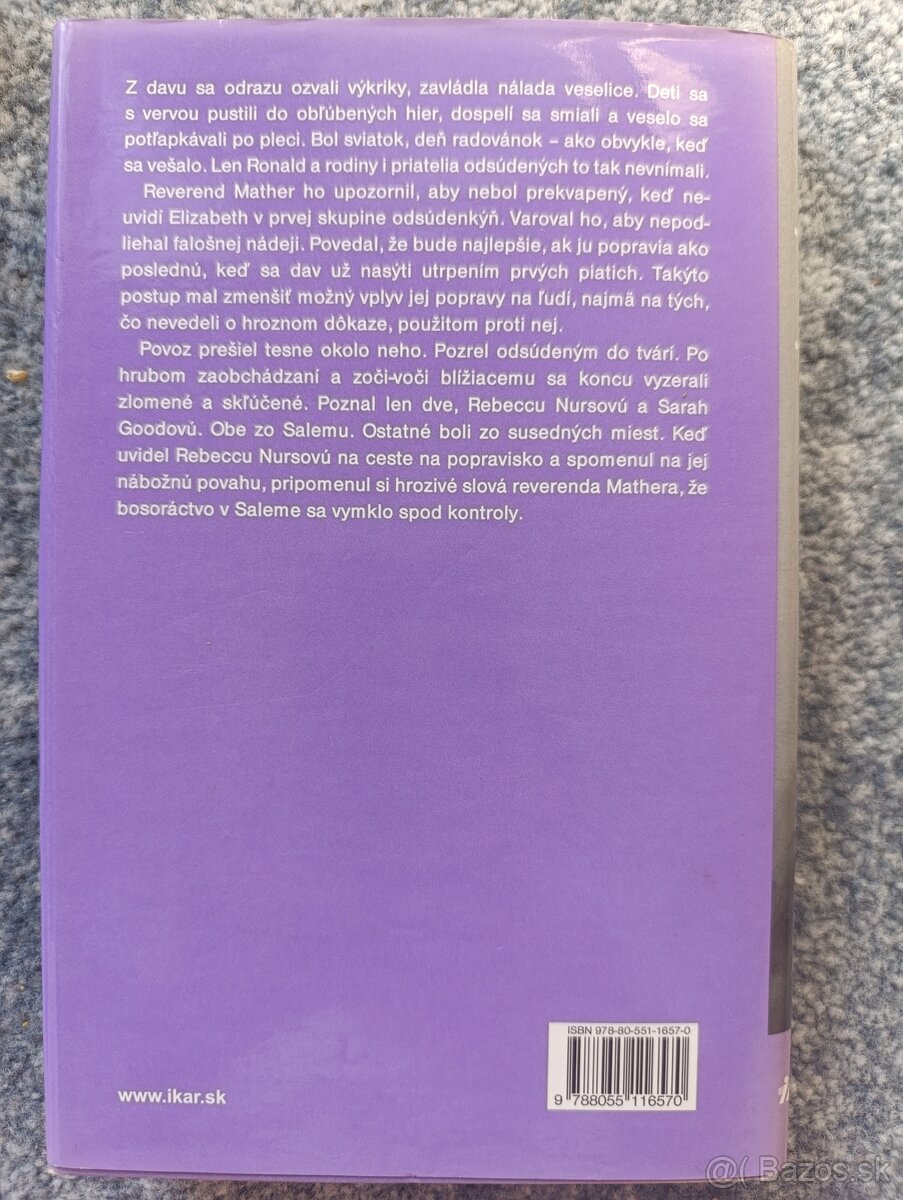 Z davu sa odrazu ozvali výkriky, zavládla nálada veselice. Deti sa
s vervou pustili do obľúbených hier, dospelí sa smiali a veselo sa
potľapkávali po pleci. Bol sviatok, deň radovánok – ako obvykle, keď
sa vešalo. Len Ronald a rodiny i priatelia odsúdených to tak nevnímali.
Reverend Mather ho upozornil, aby nebol prekvapený, keď ne-
uvidí Elizabeth v prvej skupine odsúdenkýň. Varoval ho, aby nepod-
liehal falošnej nádeji. Povedal, že bude najlepšie, ak ju popravia ako
poslednú, keď sa dav už nasýti utrpením prvých piatich. Takýto
postup mal zmenšiť možný vplyv jej popravy na ľudí, najmä na tých,
čo nevedeli o hroznom dôkaze, použitom proti nej.
Povoz prešiel tesne okolo neho. Pozrel odsúdeným do tvárí. Po
hrubom zaobchádzaní a zoči-voči blížiacemu sa koncu vyzerali
zlomené a skľúčené. Poznal len dve, Rebeccu Nursovú a Sarah
Goodovú. Obe zo Salemu. Ostatné boli zo susedných miest. Keď
uvidel Rebeccu Nursovú na ceste na popravisko a spomenul na jej
nábožnú povahu, pripomenul si hrozivé slová reverenda Mathera, že
bosoráctvo v Saleme sa vymklo spod kontroly.
ISBN 978-80-551-1657-0
9 788055 116570
www.ikar.sk
@( Bazos.sk